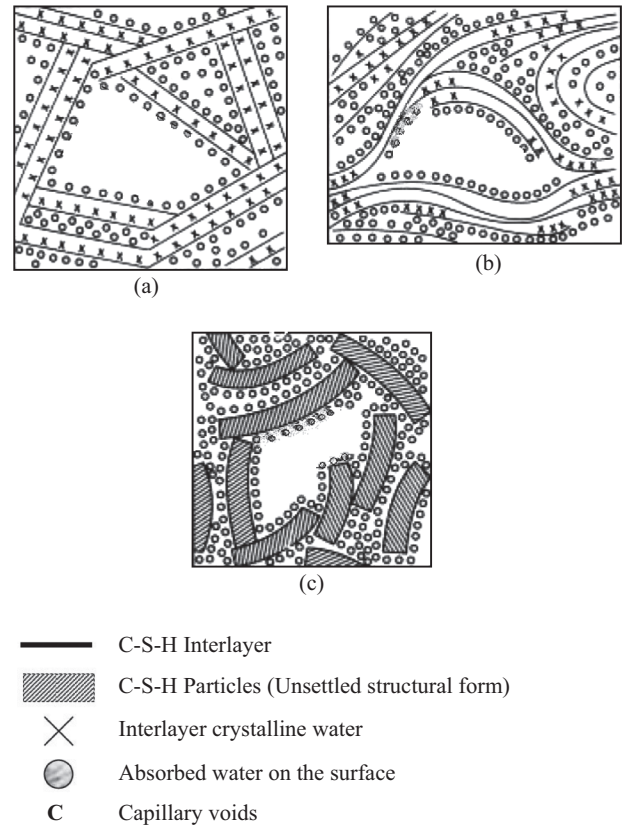 (a)
(b)
(c)
C-S-H Interlayer
C-S-H Particles (Unsettled structural form)
Interlayer crystalline water
Absorbed water on the surface
C Capillary voids